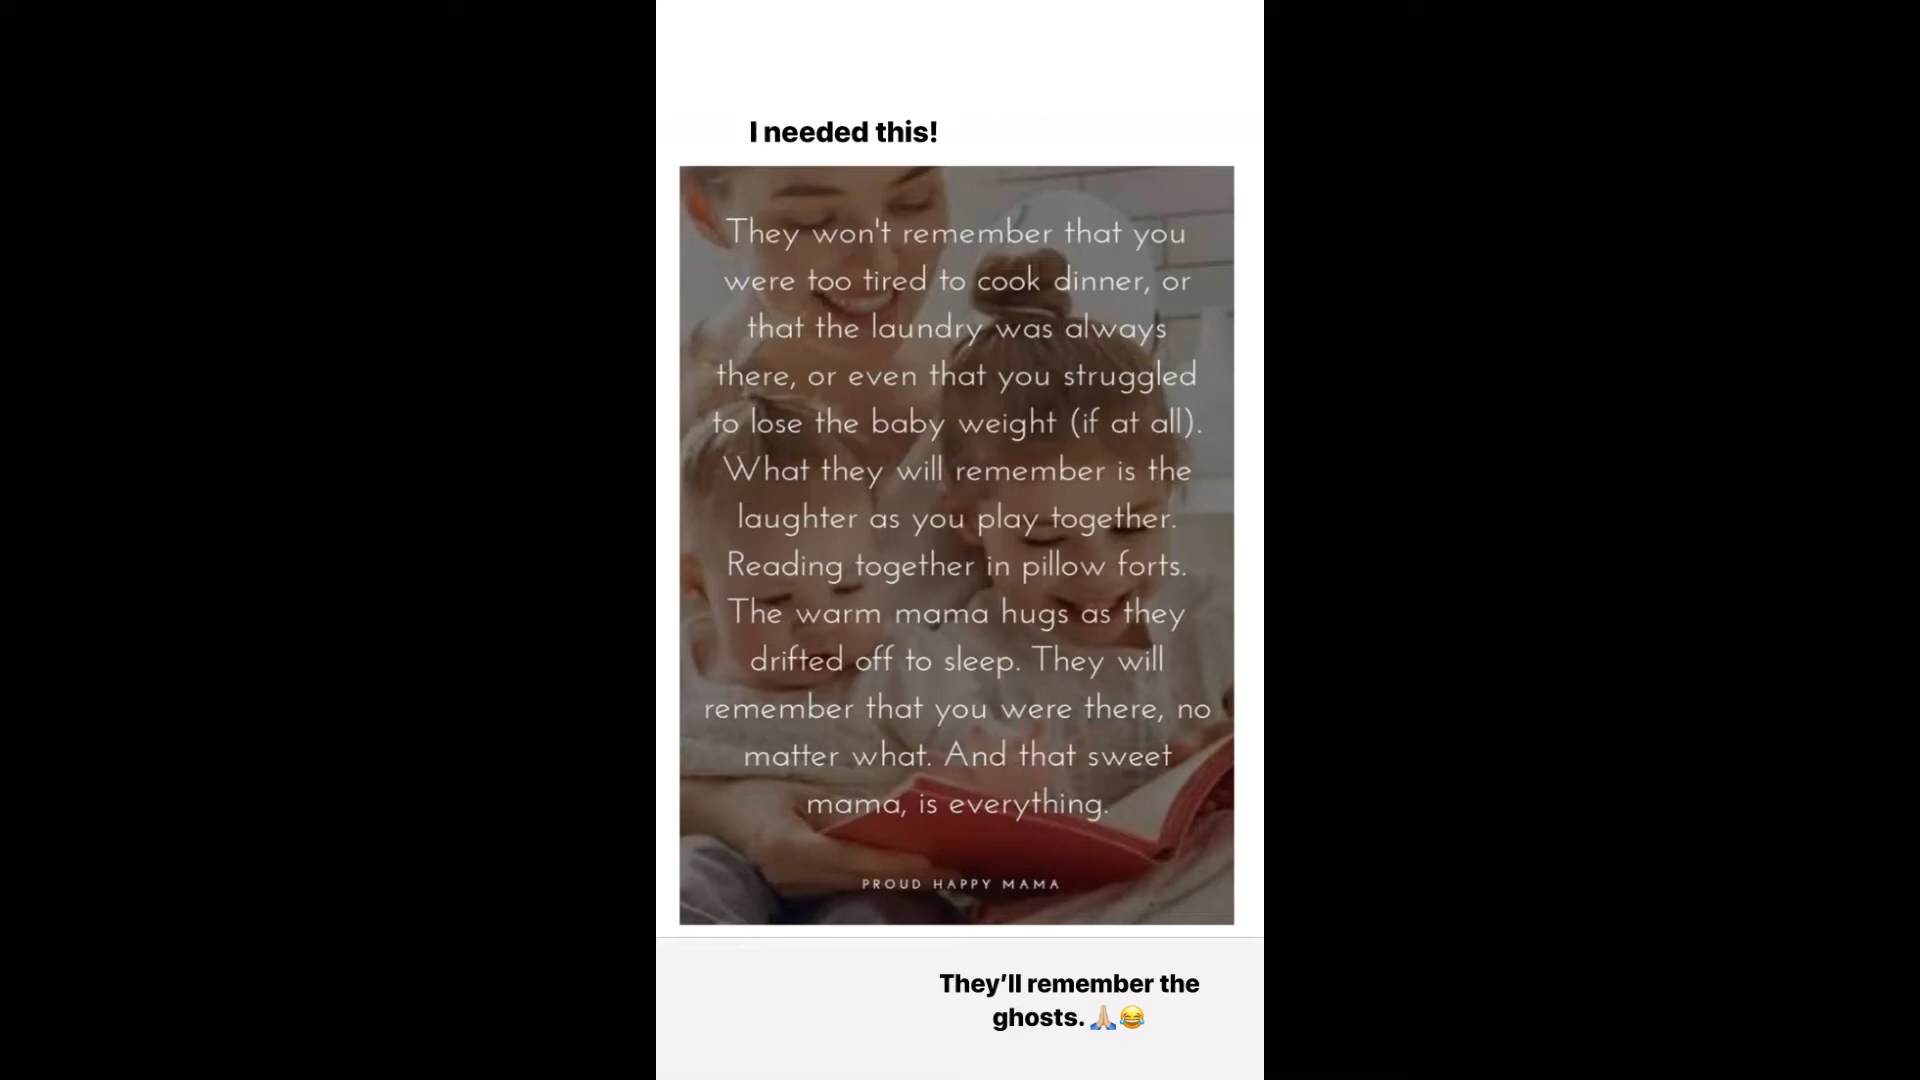 I needed this!
They won't remember that you
were too tired to cook dinner, or
that the laundry was always
there, or even that you struggled
to lose the baby weight (if at all).
What they will remember is the
laughter as you play together.
Reading together in pillow forts.
The warm mama hugs as they
drifted off to sleep. They will
remember that you were there, no
matter what. And that sweet
mama, is everything.
PROUD HAPPY MAMA
They’ll remember the
ghosts. 🙏🏼😂